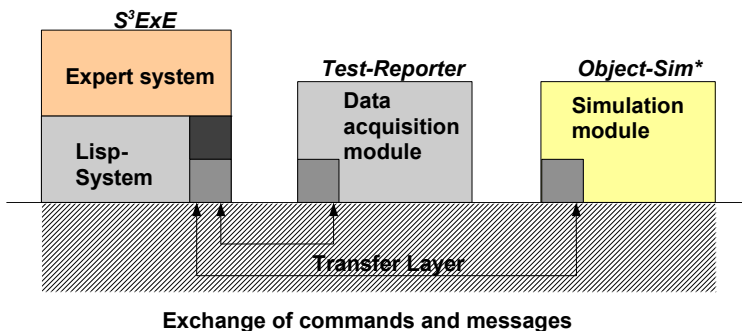 S³ExE
Expert system
Lisp-
System
Test-Reporter
Data
acquisition
module
Object-Sim*
Simulation
module
Transfer Layer
Exchange of commands and messages